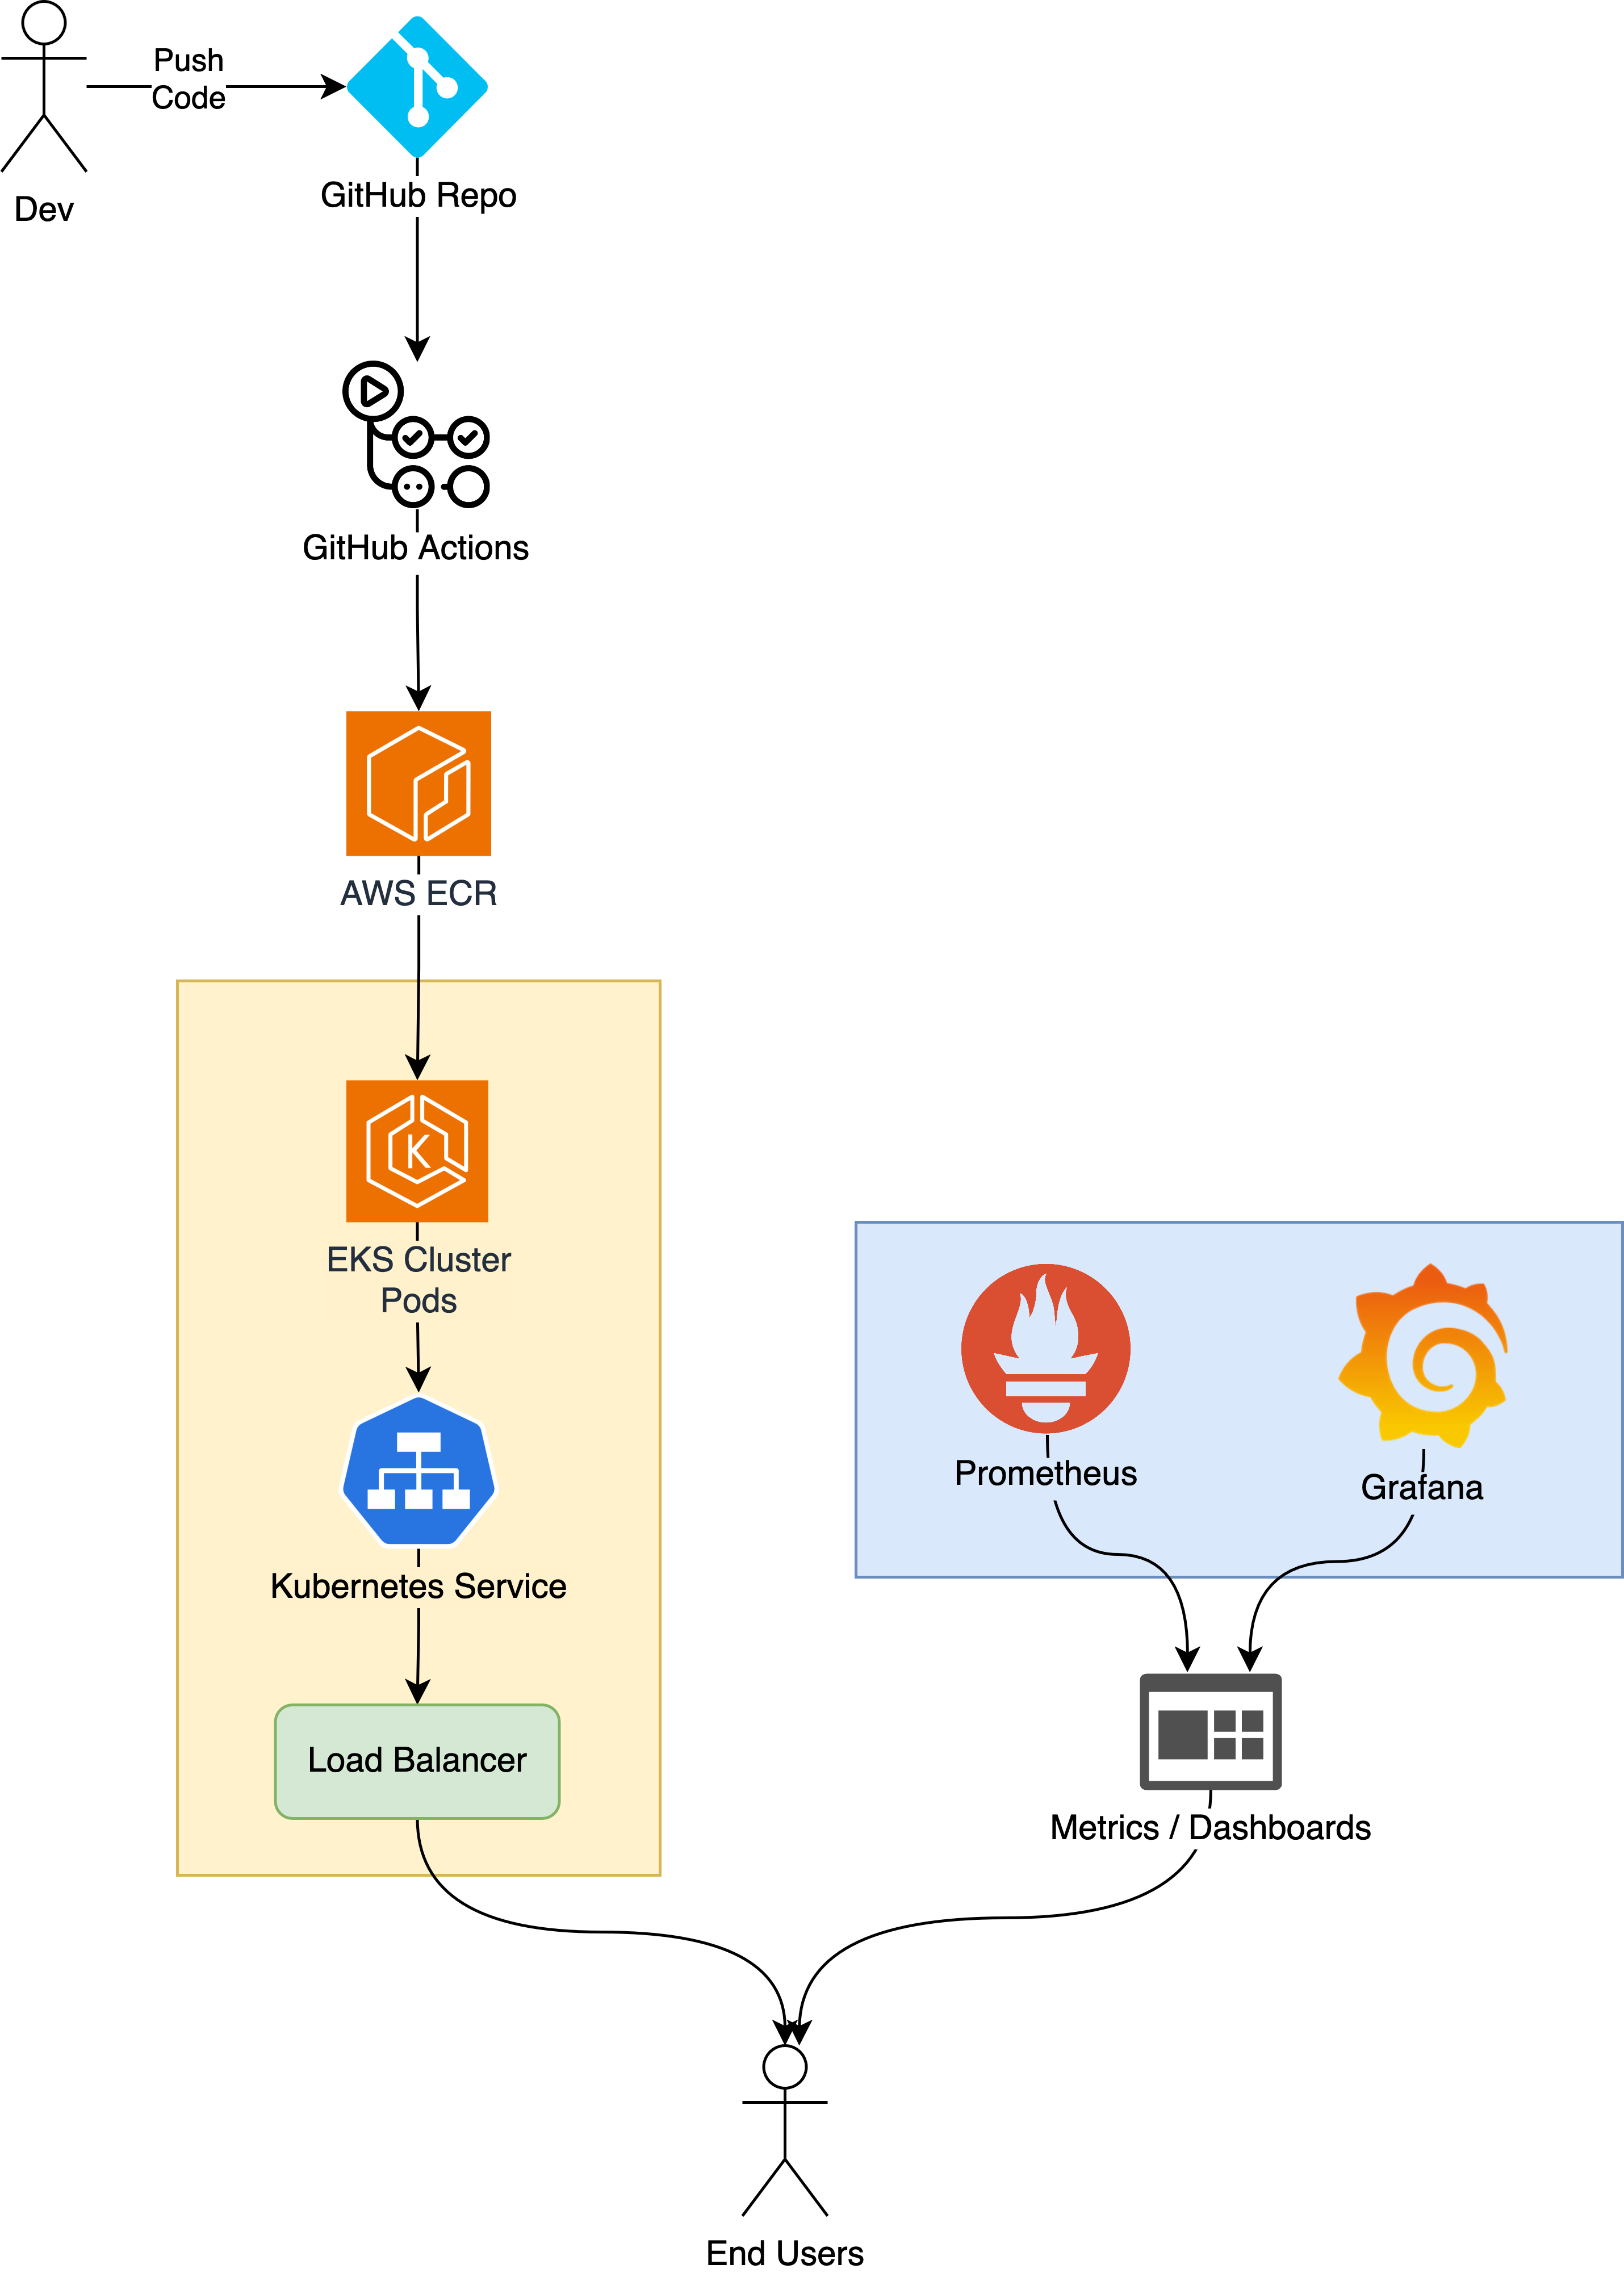 Push
Code
Dev
GitHub Repo
GitHub Actions
AWS ECR
K
EKS Cluster
Pods
Kubernetes Service
Load Balancer
Prometheus
Grafana
Metrics / Dashboards
End Users